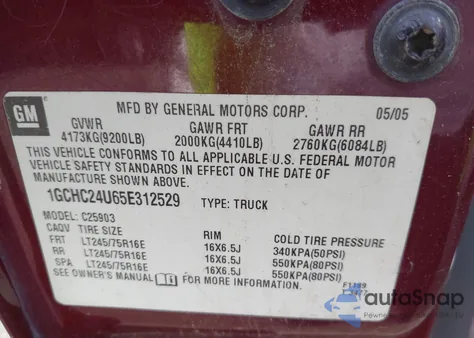 GM
MFD BY GENERAL MOTORS CORP. 05/05
GVWR GAWR FRT GAWR RR
4173KG(9200LB) 2000KG(4410LB) 2760KG(6084LB)
THIS VEHICLE CONFORMS TO ALL APPLICABLE U.S. FEDERAL MOTOR
VEHICLE SAFETY STANDARDS IN EFFECT ON THE DATE OF
MANUFACTURE SHOWN ABOVE.
1GCHC24U65E312529 TYPE: TRUCK
MODEL: C25903
CAQV TIRE SIZE RIM COLD TIRE PRESSURE
FRT LT245/75R16E 16X6.5J 340KPA(50PSI)
RR LT245/75R16E 16X6.5J 550KPA(80PSI)
SPA LT245/75R16E 16X6.5J 550KPA(80PSI)
SEE OWNER'S MANUAL FOR MORE INFORMATION.
autoSnap